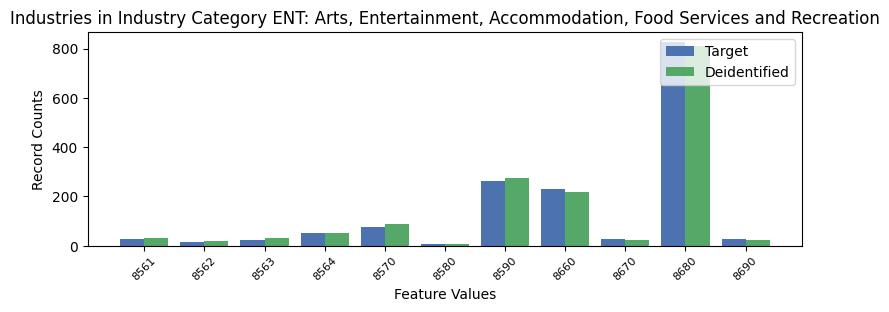 Industries in Industry Category ENT: Arts, Entertainment, Accommodation, Food Services and Recreation
Target
Deidentified
Record Counts
800
600
400
200
0
8561 8562 8563 8564 8570 8580 8590 8660 8670 8680 8690
Feature Values